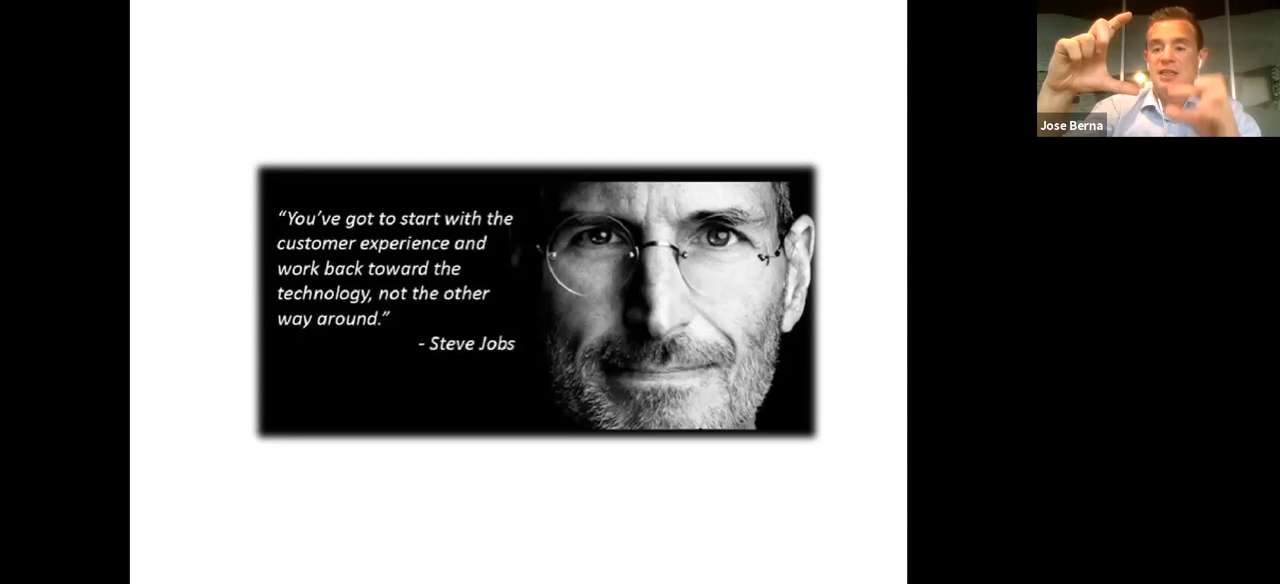 “You’ve got to start with the
customer experience and
work back toward the
technology, not the other
way around.”
- Steve Jobs
Jose Berna